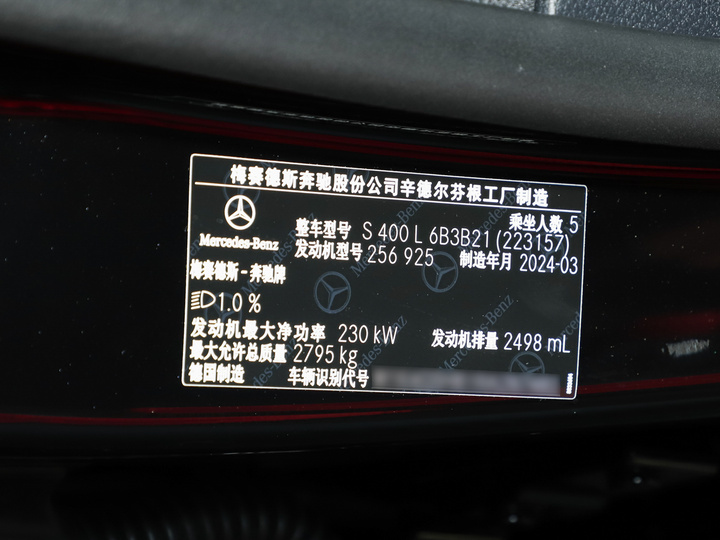 梅赛德斯奔驰股份公司辛德尔芬根工厂制造
乘坐人数 5
Mercedes-Benz
整车型号 S 400 L 6B3B21 (223157)
发动机型号 256 925 制造年月 2024-03
梅赛德斯－奔驰牌
1.0 %
发动机最大净功率 230 kW 发动机排量 2498 mL
最大允许总质量 2795 kg
德国制造 车辆识别代号